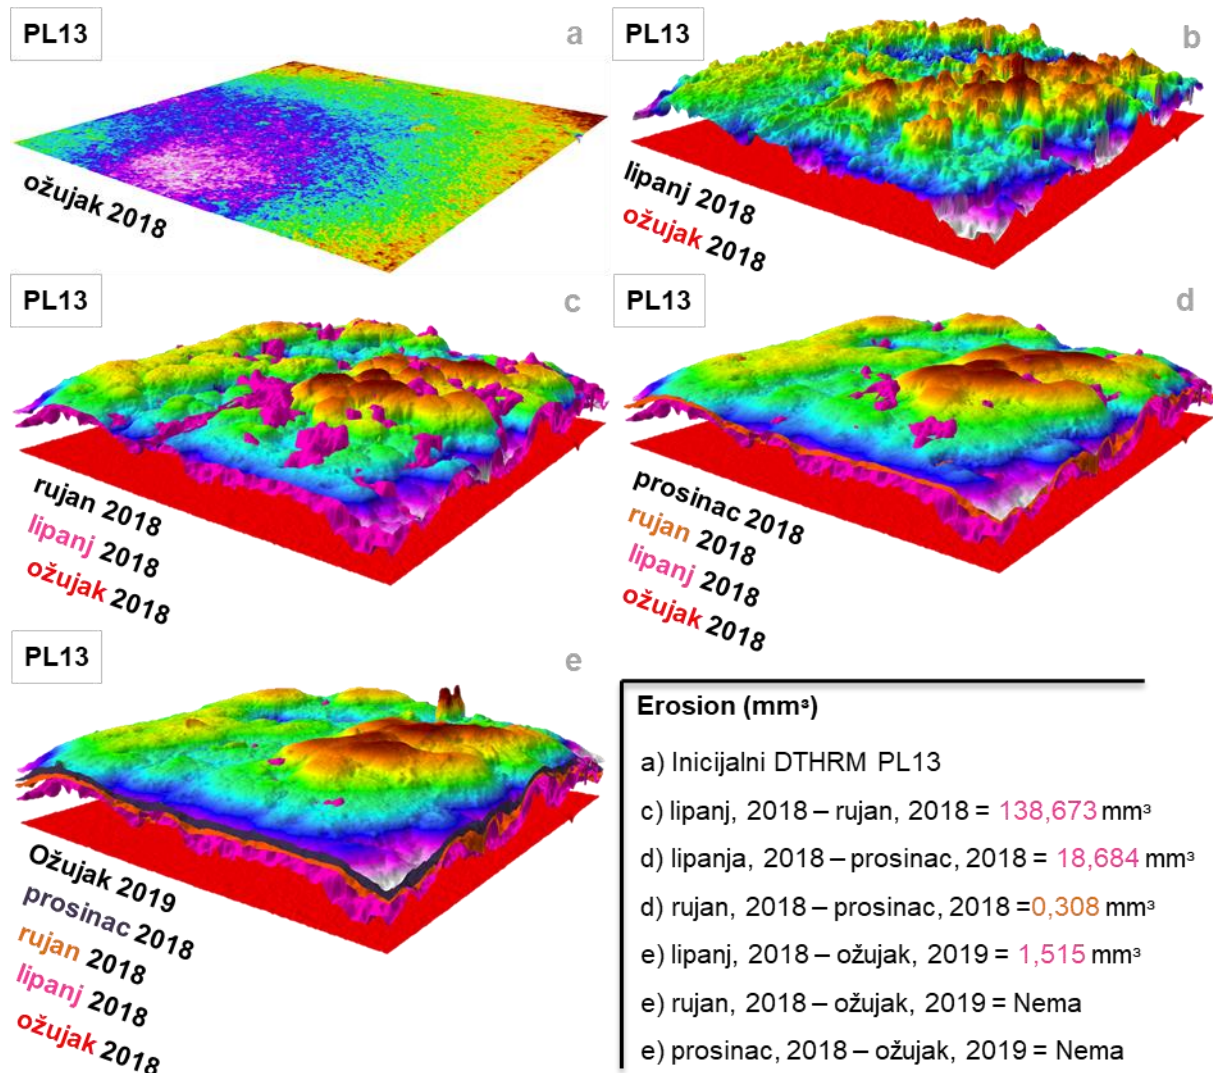 PL13
a
ožujak 2018
PL13
b
lipanj 2018
ožujak 2018
PL13
c
rujan 2018
lipanj 2018
ožujak 2018
PL13
d
prosinac 2018
rujan 2018
lipanj 2018
ožujak 2018
PL13
e
Ožujak 2019
prosinac 2018
rujan 2018
lipanj 2018
ožujak 2018
Erosion (mm³)
a) Inicijalni DTHRM PL13
c) lipanj, 2018 – rujan, 2018 = 138,673 mm³
d) lipanja, 2018 – prosinac, 2018 = 18,684 mm³
d) rujan, 2018 – prosinac, 2018 =0,308 mm³
e) lipanj, 2018 – ožujak, 2019 = 1,515 mm³
e) rujan, 2018 – ožujak, 2019 = Nema
e) prosinac, 2018 – ožujak, 2019 = Nema